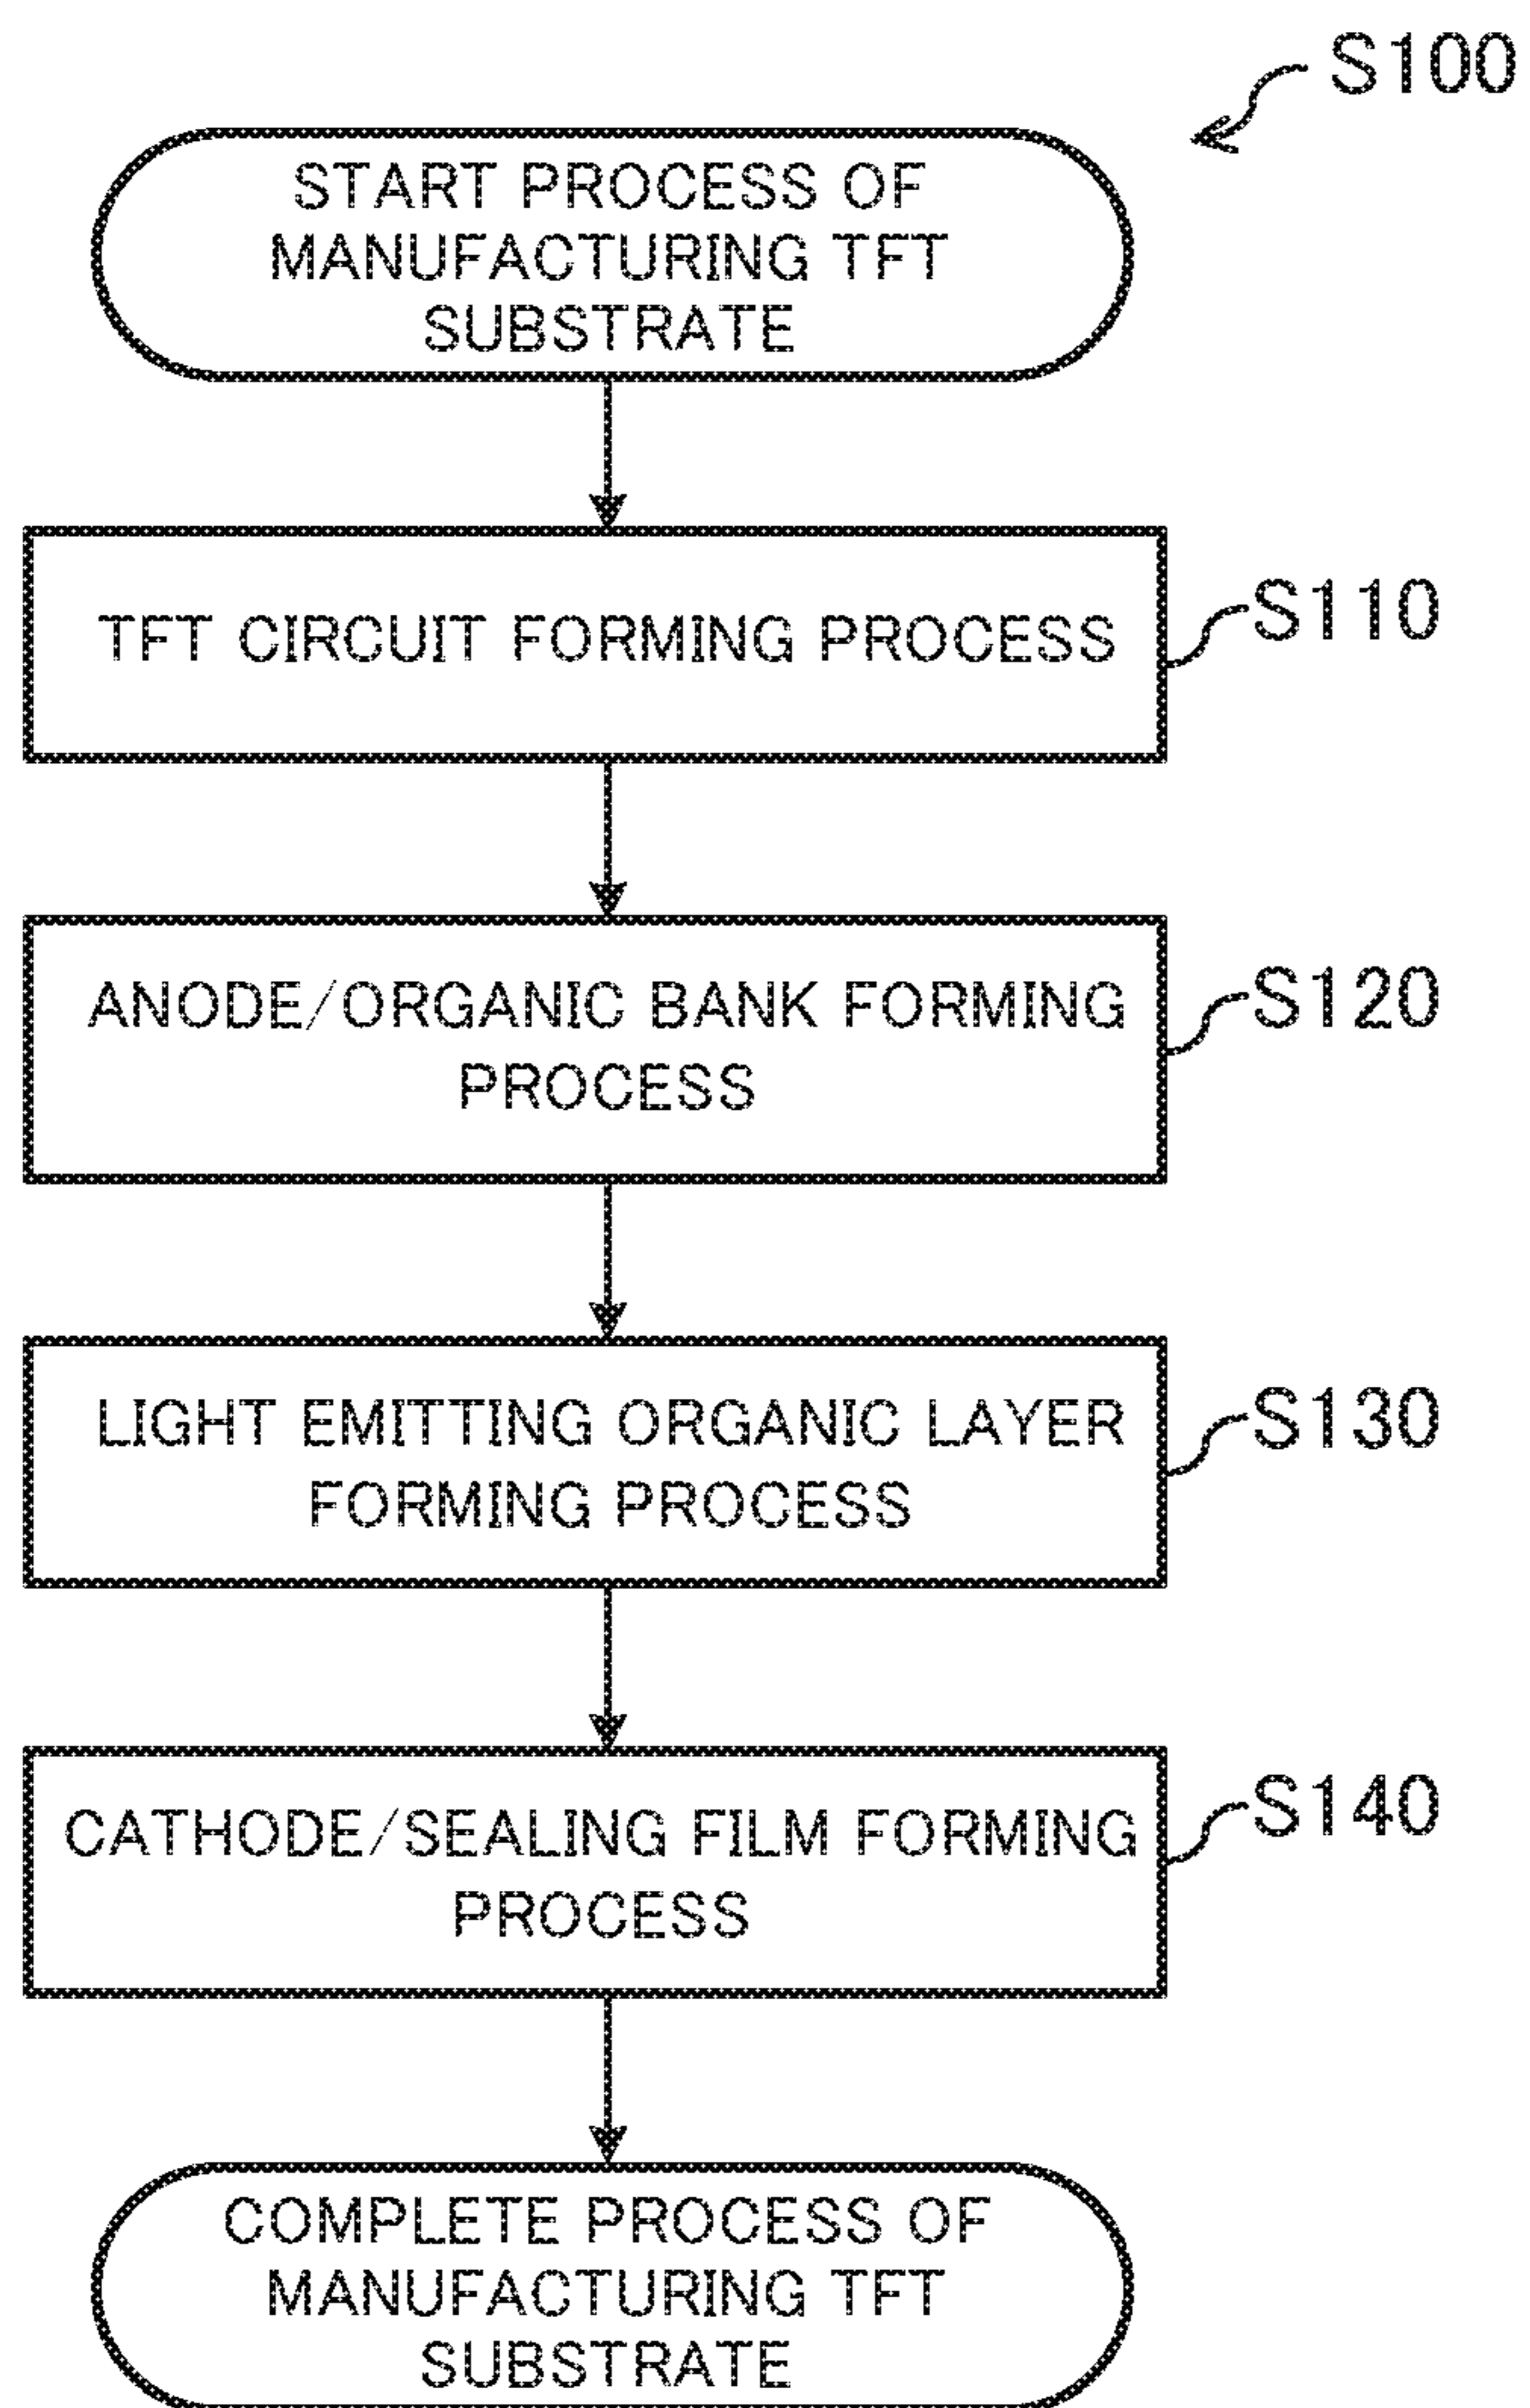 S100
START PROCESS OF
MANUFACTURING TFT
SUBSTRATE
TFT CIRCUIT FORMING PROCESS
S110
ANODE/ORGANIC BANK FORMING
PROCESS
S120
LIGHT EMITTING ORGANIC LAYER
FORMING PROCESS
S130
CATHODE/SEALING FILM FORMING
PROCESS
S140
COMPLETE PROCESS OF
MANUFACTURING TFT
SUBSTRATE